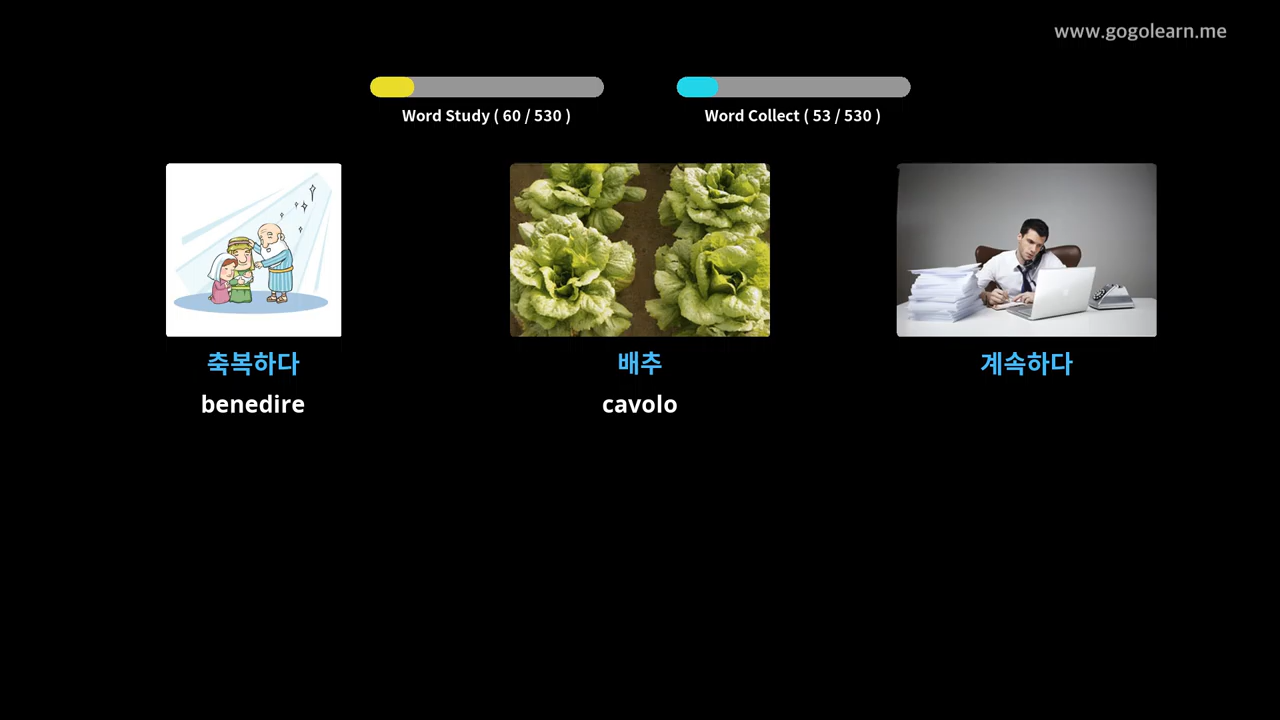 www.gogolearn.me
Word Study ( 60 / 530 )
Word Collect ( 53 / 530 )
축복하다
배추
계속하다
benedire
cavolo